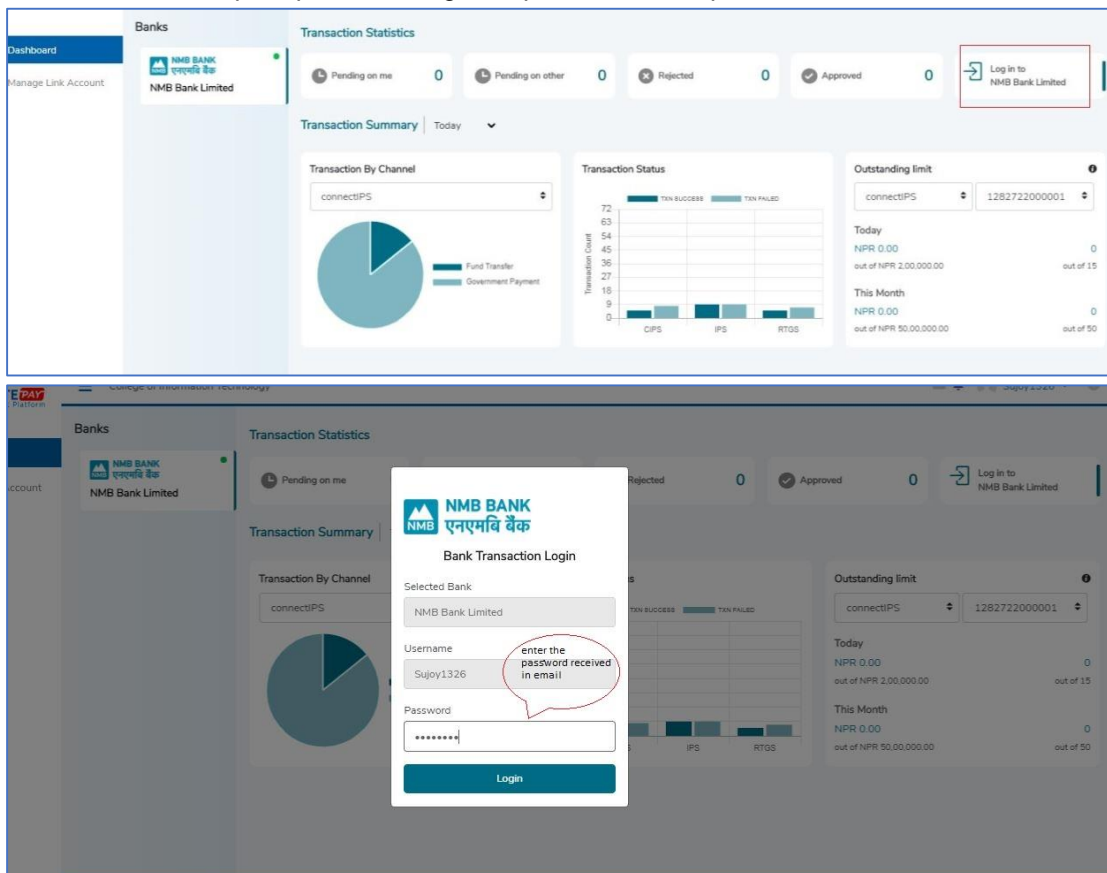 Banks
Transaction Statistics
Dashboard
Manage Link Account
NMB BANK
NMB एनएमबि बैंक
NMB Bank Limited
Pending on me 0
Pending on other 0
Rejected 0
Approved 0
Log in to
NMB Bank Limited
Transaction Summary Today
Transaction By Channel
connectIPS
Fund Transfer
Government Payment
Transaction Status
TXN SUCCESS TXN FAILED
Transaction Count
72
63
54
45
36
27
18
9
0
CIPS IPS RTGS
Outstanding limit
connectIPS 1282722000001
Today
NPR 0.00 0
out of NPR 2,00,000.00 out of 15
This Month
NPR 0.00 0
out of NPR 50,00,000.00 out of 50
E PAY
Platform
College of Information Technology
Sujoy1326
Banks
Transaction Statistics
Account
NMB BANK
NMB एनएमबि बैंक
NMB Bank Limited
Pending on me
Rejected 0
Approved 0
Log in to
NMB Bank Limited
Transaction Summary
Transaction By Channel
connectIPS
NMB BANK
NMB एनएमबि बैंक
Bank Transaction Login
Selected Bank
NMB Bank Limited
Username
Sujoy1326
enter the
password received
in email
Password
••••••••
Login
TXN SUCCESS TXN FAILED
IPS RTGS
Outstanding limit
connectIPS 1282722000001
Today
NPR 0.00 0
out of NPR 2,00,000.00 out of 15
This Month
NPR 0.00 0
out of NPR 50,00,000.00 out of 50